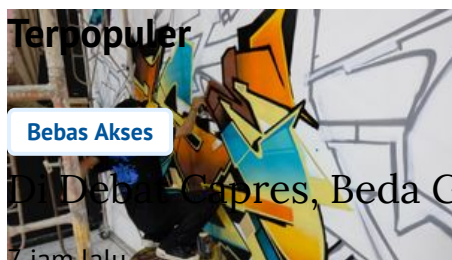 Terpopuler
Bebas Akses
Di Debat Capres, Beda G
7 jam lalu